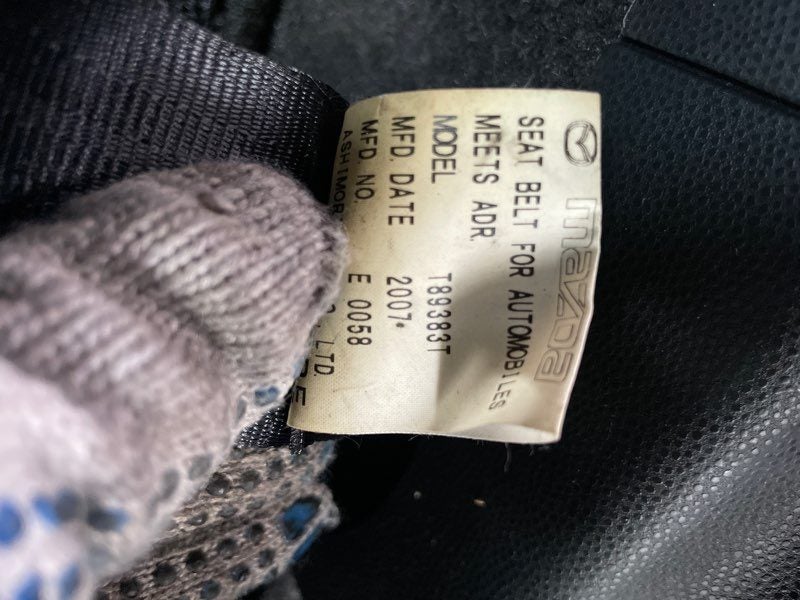 mazda
SEAT BELT FOR AUTOMOBILES
MEETS ADR.
MODEL T89383T
MFD. DATE 2007
MFD. NO. E 0058
LTD.